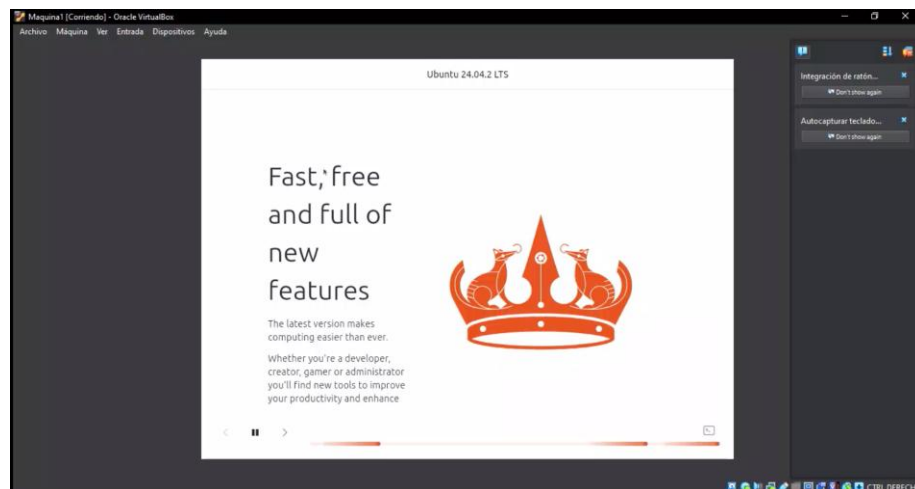 Maquina1 [Corriendo] - Oracle VirtualBox
Archivo Máquina Ver Entrada Dispositivos Ayuda
Ubuntu 24.04.2 LTS
Integración de ratón...
Don't show again
Autocapturar teclado...
Don't show again
Fast, free
and full of
new
features
The latest version makes
computing easier than ever.
Whether you're a developer,
creator, gamer or administrator
you'll find new tools to improve
your productivity and enhance
CTRL DERECH